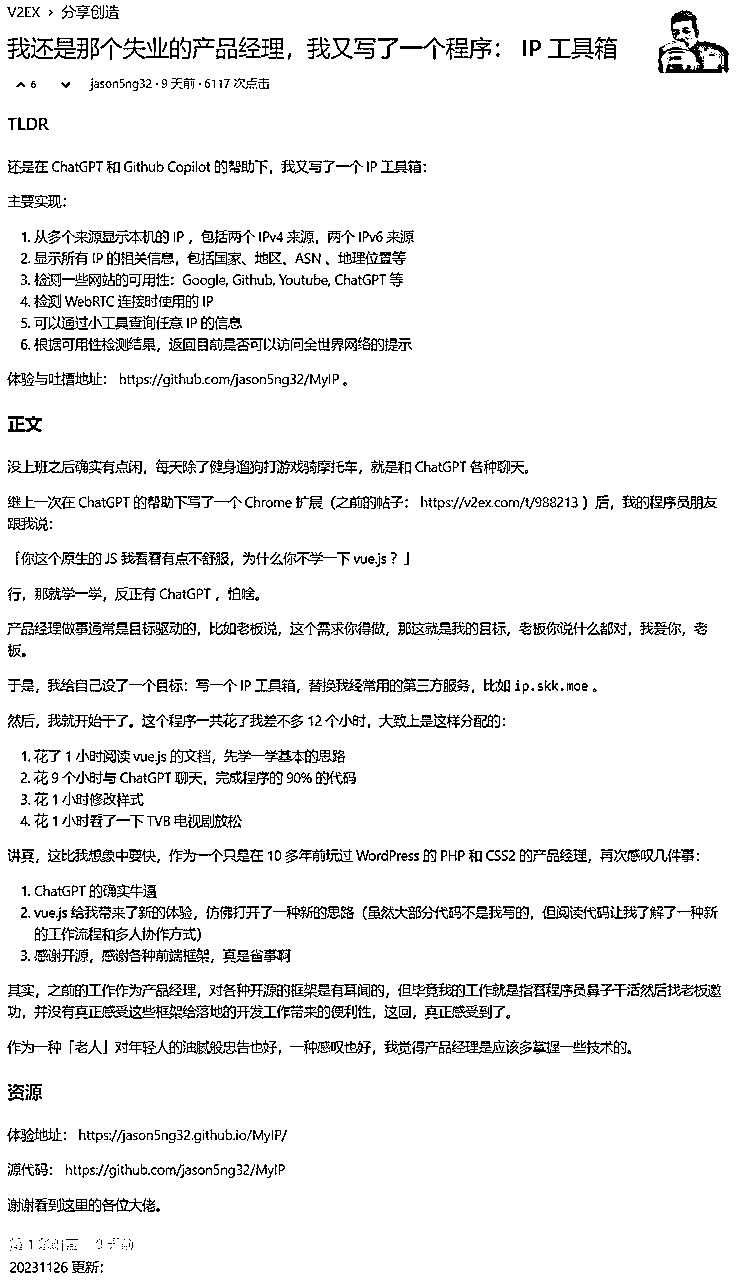 V2EX › 分享创造
我还是那个失业的产品经理，我又写了一个程序： IP 工具箱
6 jason5ng32 · 9 天前 · 6117 次点击
TLDR
还是在 ChatGPT 和 Github Copilot 的帮助下，我又写了一个 IP 工具箱：
主要实现：
1. 从多个来源显示本机的 IP ，包括两个 IPv4 来源，两个 IPv6 来源
2. 显示所有 IP 的相关信息，包括国家、地区、ASN 、地理位置等
3. 检测一些网站的可用性：Google, Github, Youtube, ChatGPT 等
4. 检测 WebRTC 连接时使用的 IP
5. 可以通过小工具查询任意 IP 的信息
6. 根据可用性检测结果，返回目前是否可以访问全世界网络的提示
体验与吐槽地址： https://github.com/jason5ng32/MyIP 。
正文
没上班之后确实有点闲，每天除了健身遛狗打游戏骑摩托车，就是和 ChatGPT 各种聊天。
继上一次在 ChatGPT 的帮助下写了一个 Chrome 扩展（之前的帖子： https://v2ex.com/t/988213 ）后，我的程序员朋友
跟我说：
「你这个原生的 JS 我看着有点不舒服，为什么你不学一下 vue.js ？」
行，那就学一学，反正有 ChatGPT ，怕啥。
产品经理做事通常是目标驱动的，比如老板说，这个需求你得做，那这就是我的目标，老板你说什么都对，我爱你，老
板。
于是，我给自己设了一个目标：写一个 IP 工具箱，替换我经常用的第三方服务，比如 ip.skk.moe 。
然后，我就开始干了。这个程序一共花了我差不多 12 个小时，大致上是这样分配的：
1. 花了 1 小时阅读 vue.js 的文档，先学一学基本的思路
2. 花 9 个小时与 ChatGPT 聊天，完成程序的 90% 的代码
3. 花 1 小时修改样式
4. 花 1 小时看了一下 TVB 电视剧放松
讲真，这比我想象中要快，作为一个只是在 10 多年前玩过 WordPress 的 PHP 和 CSS2 的产品经理，再次感叹几件事：
1. ChatGPT 的确实牛逼
2. vue.js 给我带来了新的体验，仿佛打开了一种新的思路（虽然大部分代码不是我写的，但阅读代码让我了解了一种新
的工作流程和多人协作方式）
3. 感谢开源，感谢各种前端框架，真是省事啊
其实，之前的工作作为产品经理，对各种开源的框架是有耳闻的，但毕竟我的工作就是指着程序员鼻子干活然后找老板邀
功，并没有真正感受这些框架给落地的开发工作带来的便利性，这回，真正感受到了。
作为一种「老人」对年轻人的油腻般忠告也好，一种感叹也好，我觉得产品经理是应该多掌握一些技术的。
资源
体验地址： https://jason5ng32.github.io/MyIP/
源代码： https://github.com/jason5ng32/MyIP
谢谢看到这里的各位大佬。
20231126 更新：